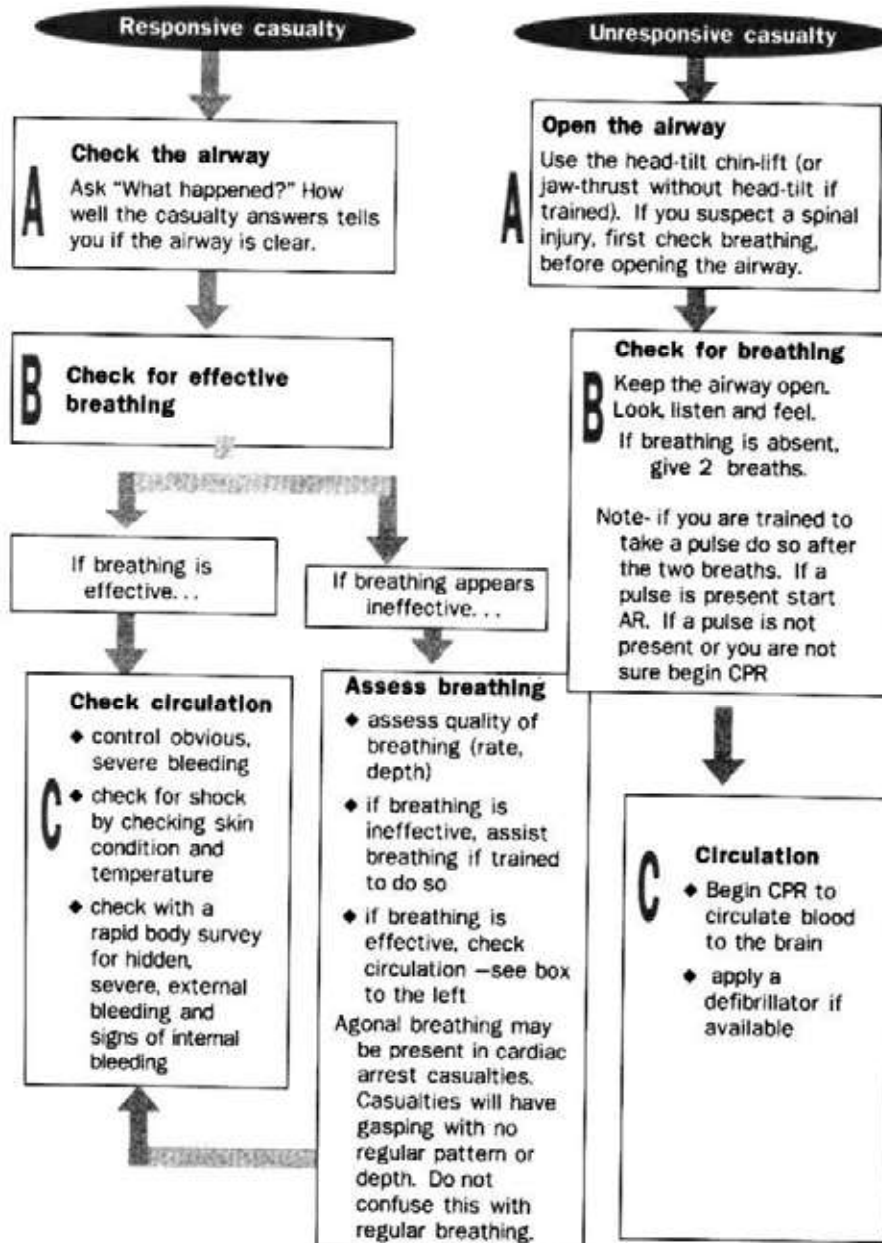 Responsive casualty
A
Check the airway
Ask “What happened?” How
well the casualty answers tells
you if the airway is clear.
B
Check for effective
breathing
If breathing is
effective...
If breathing appears
ineffective...
C
Check circulation
◆ control obvious,
severe bleeding
◆ check for shock
by checking skin
condition and
temperature
◆ check with a
rapid body survey
for hidden,
severe, external
bleeding and
signs of internal
bleeding
Assess breathing
◆ assess quality of
breathing (rate,
depth)
◆ if breathing is
ineffective, assist
breathing if trained
to do so
◆ if breathing is
effective, check
circulation –see box
to the left
Agonal breathing may
be present in cardiac
arrest casualties.
Casualties will have
gasping with no
regular pattern or
depth. Do not
confuse this with
regular breathing.
Unresponsive casualty
A
Open the airway
Use the head-tilt chin-lift (or
jaw-thrust without head-tilt if
trained). If you suspect a spinal
injury, first check breathing,
before opening the airway.
B
Check for breathing
Keep the airway open.
Look, listen and feel.
If breathing is absent,
give 2 breaths.
Note- if you are trained to
take a pulse do so after
the two breaths. If a
pulse is present start
AR. If a pulse is not
present or you are not
sure begin CPR
C
Circulation
◆ Begin CPR to
circulate blood
to the brain
◆ apply a
defibrillator if
available